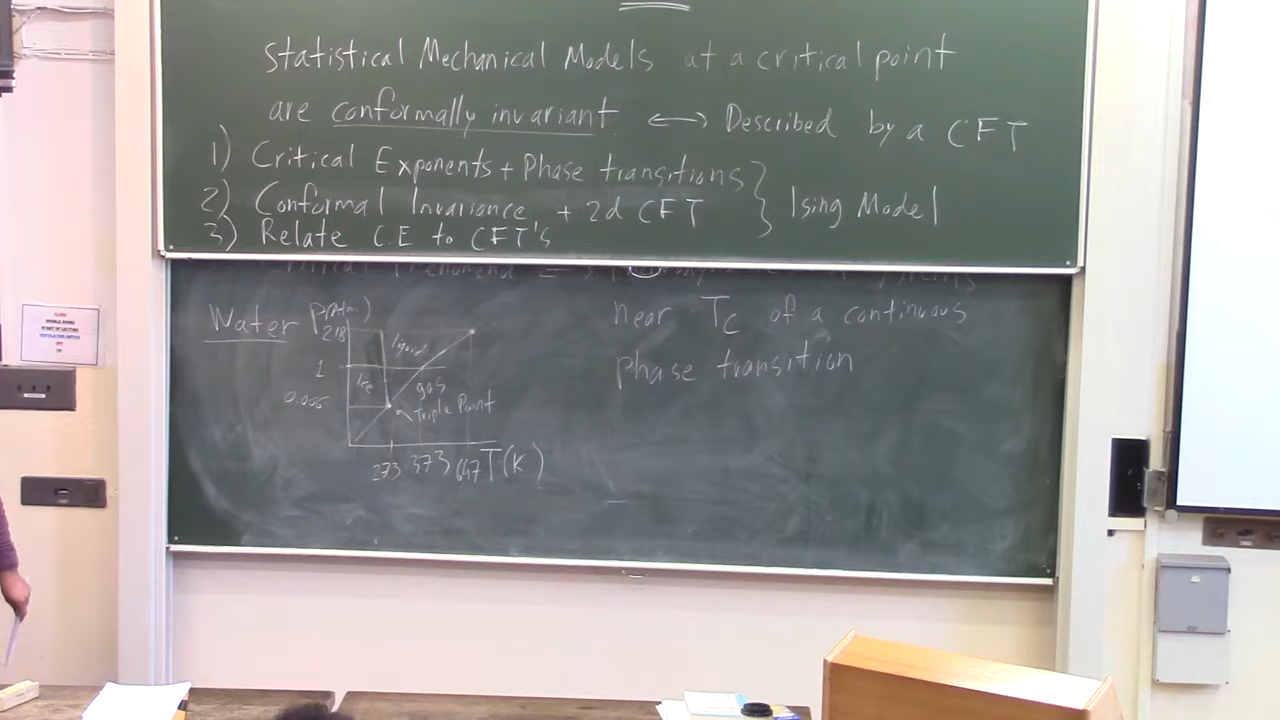 Statistical Mechanical Models at a critical point
are conformally invariant ⟷ Described by a CFT
1) Critical Exponents + Phase transitions
2) Conformal Invariance + 2d CFT } Ising Model
3) Relate C.E to CFT's
near Tc of a continuous
phase transition
Water P(Atm)
218
liquid
1
Ice
gas
0.006
Triple Point
273 373 647 T(K)